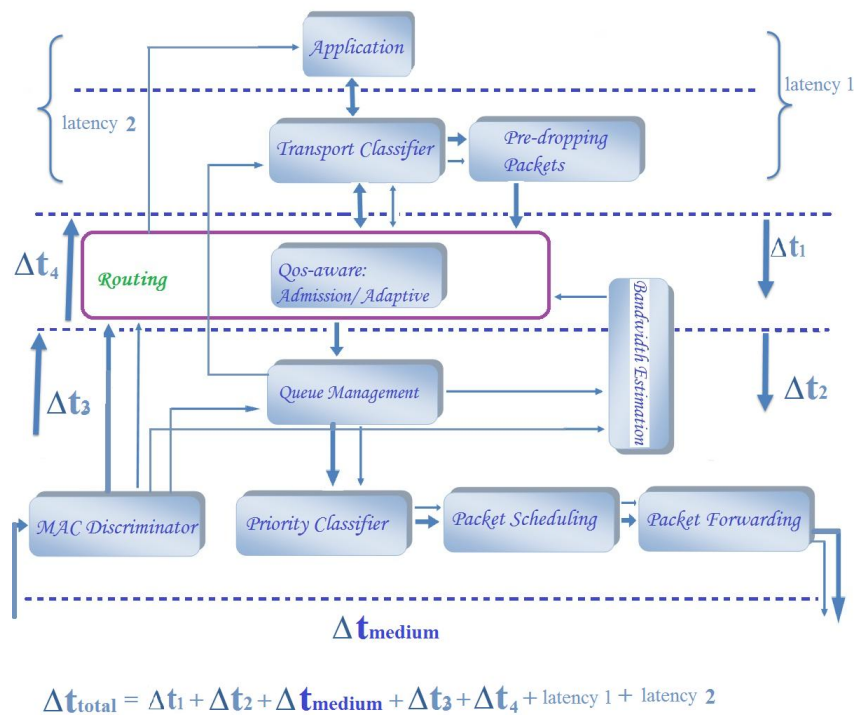 Application
latency 1
latency 2
Transport Classifier
Pre-dropping
Packets
Δt4
Routing
Qos-aware:
Admission/ Adaptive
Δt1
Bandwidth Estimation
Δt3
Queue Management
Δt2
MAC Discriminator
Priority Classifier
Packet Scheduling
Packet Forwarding
Δtmedium
Δttotal = Δt1 + Δt2 + Δtmedium + Δt3 + Δt4 + latency 1 + latency 2